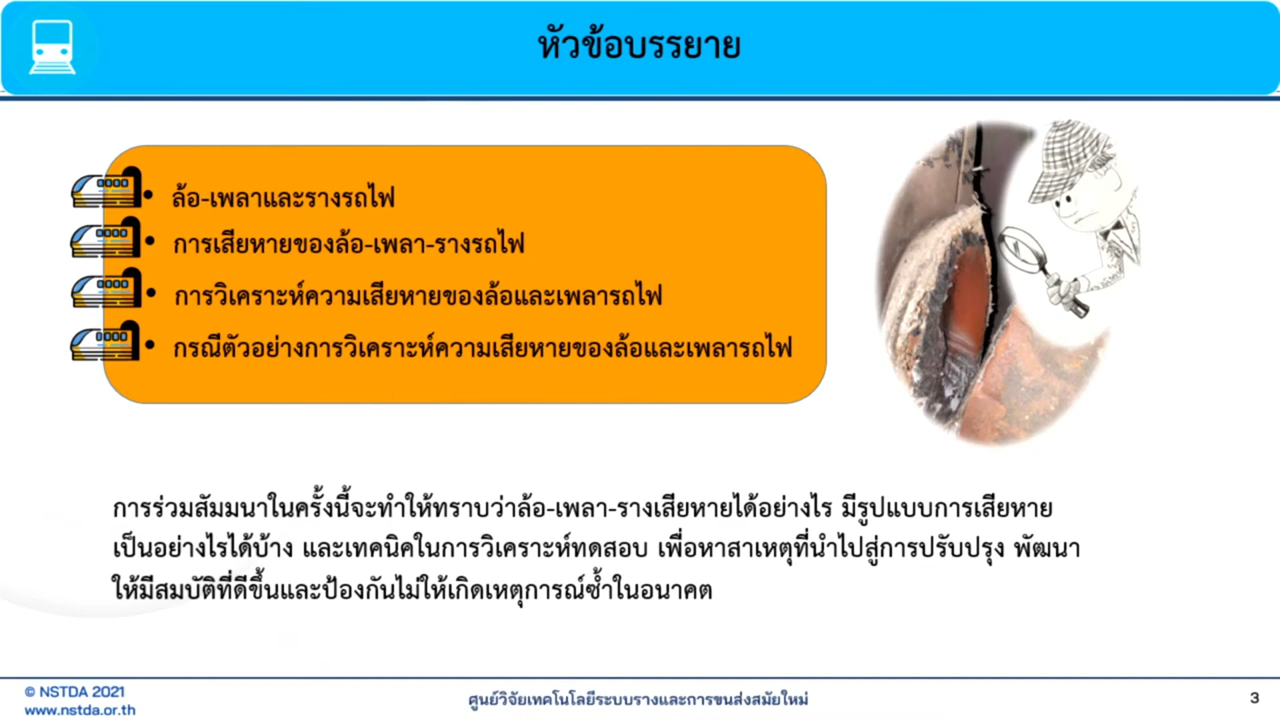 หัวข้อบรรยาย
• ล้อ-เพลาและรางรถไฟ
• การเสียหายของล้อ-เพลา-รางรถไฟ
• การวิเคราะห์ความเสียหายของล้อและเพลารถไฟ
• กรณีตัวอย่างการวิเคราะห์ความเสียหายของล้อและเพลารถไฟ
การร่วมสัมมนาในครั้งนี้จะทำให้ทราบว่าล้อ-เพลา-รางเสียหายได้อย่างไร มีรูปแบบการเสียหาย
เป็นอย่างไรได้บ้าง และเทคนิคในการวิเคราะห์ทดสอบ เพื่อหาสาเหตุที่นำไปสู่การปรับปรุง พัฒนา
ให้มีสมบัติที่ดีขึ้นและป้องกันไม่ให้เกิดเหตุการณ์ซ้ำในอนาคต
© NSTDA 2021
www.nstda.or.th
ศูนย์วิจัยเทคโนโลยีระบบรางและการขนส่งสมัยใหม่
3